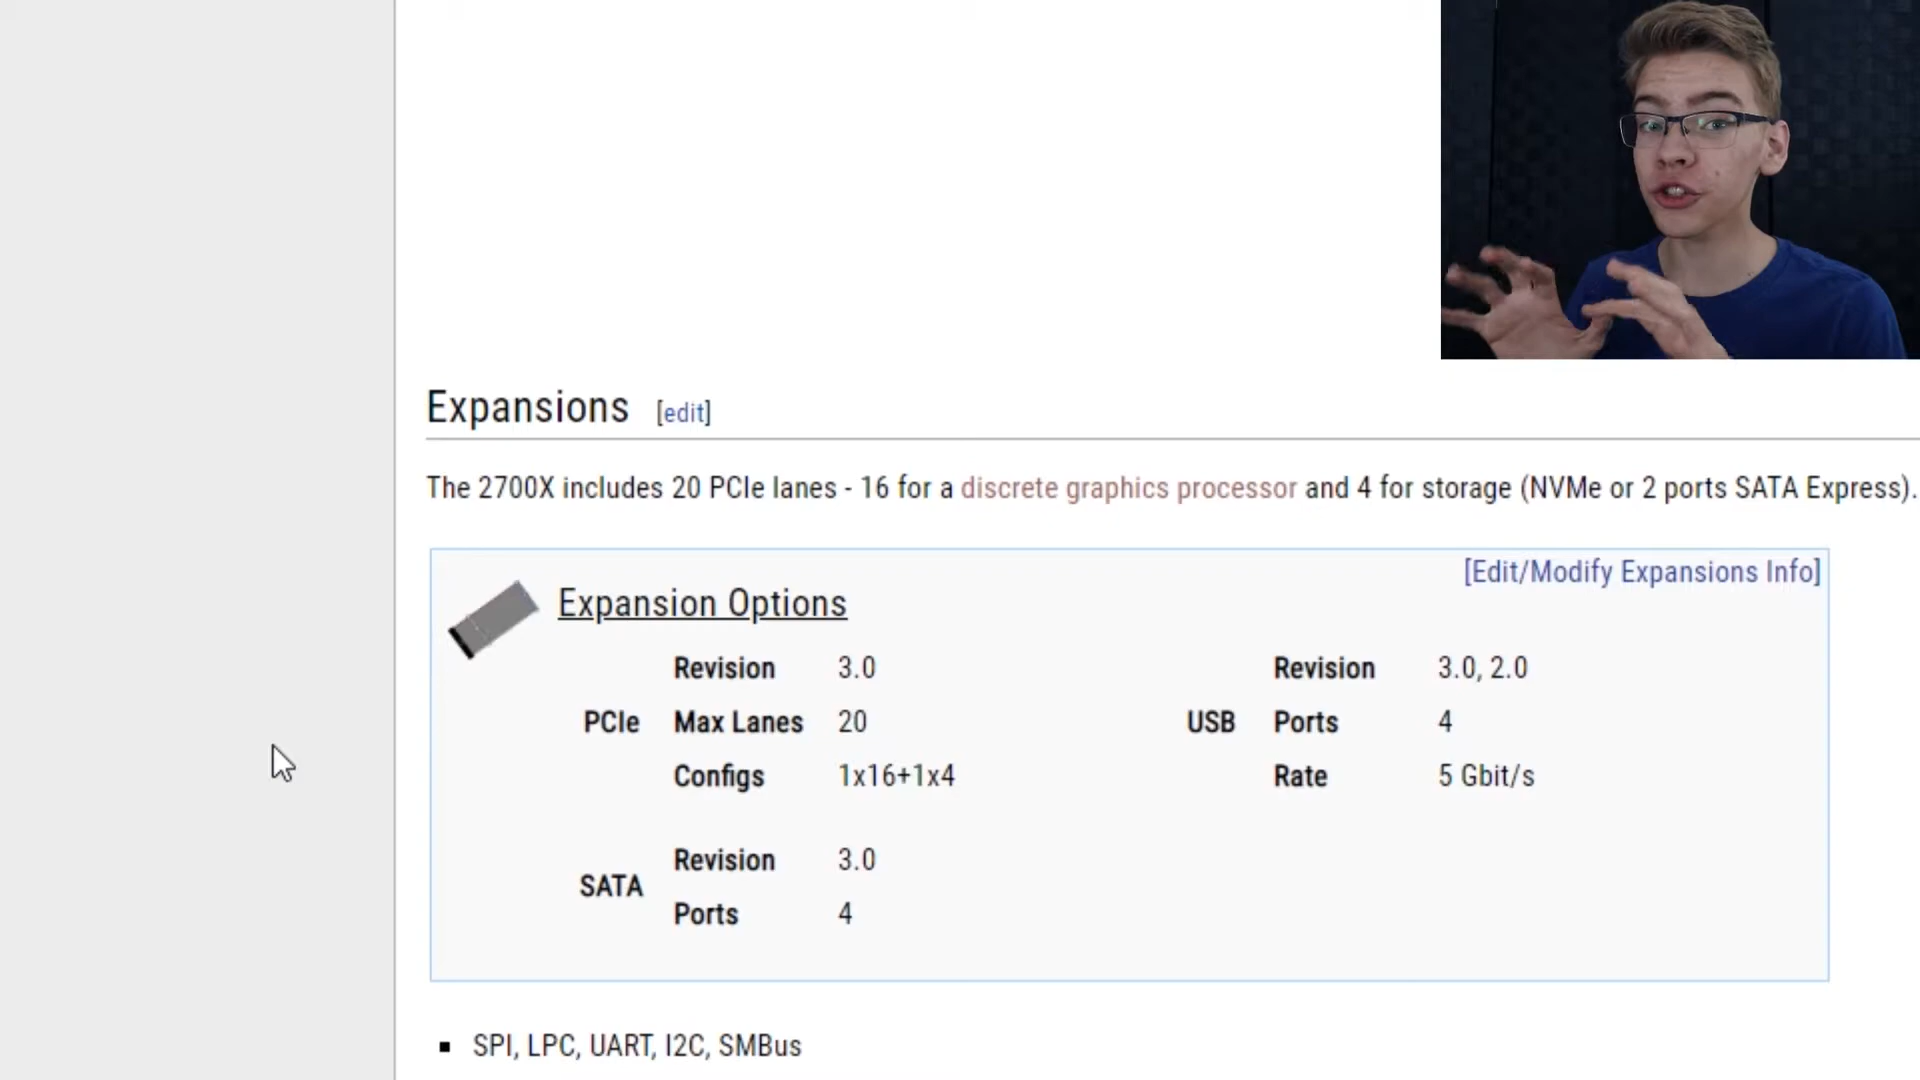 Expansions [edit]
The 2700X includes 20 PCIe lanes - 16 for a discrete graphics processor and 4 for storage (NVMe or 2 ports SATA Express).
[Edit/Modify Expansions Info]
Expansion Options
Revision 3.0 Revision 3.0, 2.0
PCIe Max Lanes 20 USB Ports 4
Configs 1x16+1x4 Rate 5 Gbit/s
Revision 3.0
SATA
Ports 4
▪ SPI, LPC, UART, I2C, SMBus